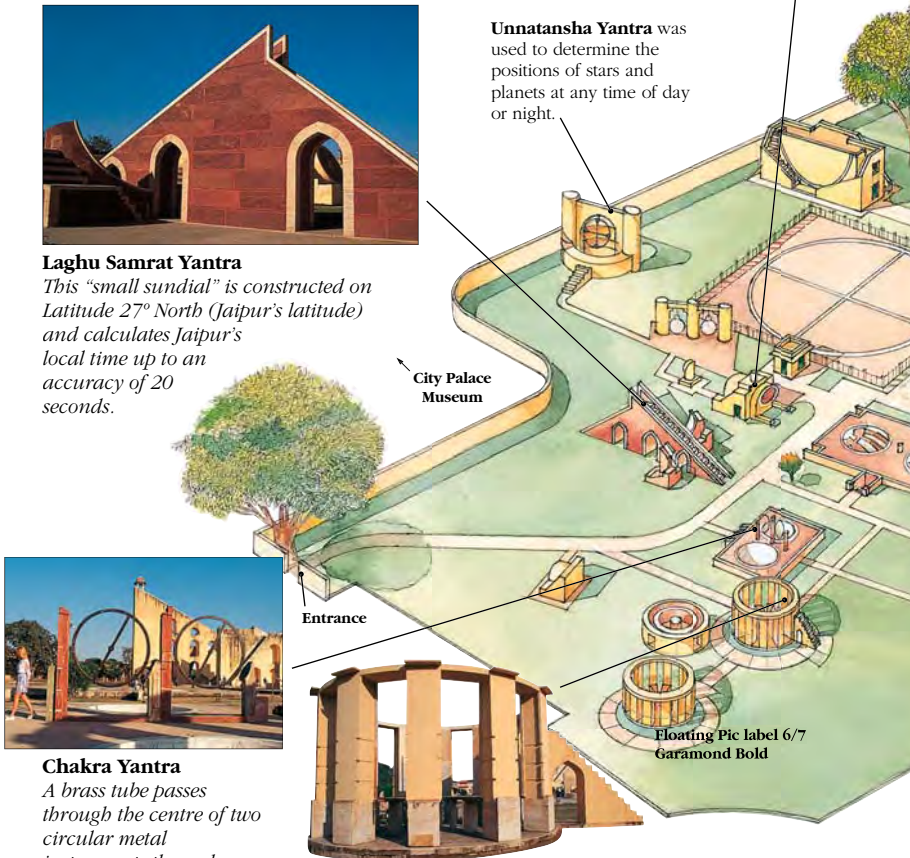 Unnatansha Yantra was
used to determine the
positions of stars and
planets at any time of day
or night.
Laghu Samrat Yantra
This “small sundial” is constructed on
Latitude 27º North (Jaipur’s latitude)
and calculates Jaipur’s
local time up to an
accuracy of 20
seconds.
City Palace
Museum
Entrance
Floating Pic label 6/7
Garamond Bold
Chakra Yantra
A brass tube passes
through the centre of two
circular metal